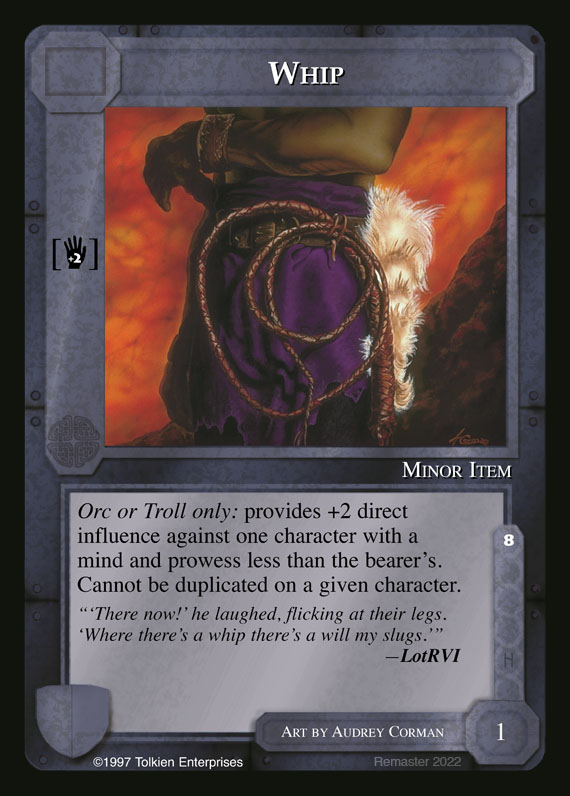 WHIP
[+2]
MINOR ITEM
Orc or Troll only: provides +2 direct
influence against one character with a
mind and prowess less than the bearer's.
Cannot be duplicated on a given character.
“‘There now!’ he laughed, flicking at their legs.
‘Where there’s a whip there’s a will my slugs.’”
—LotRVI
8
H
ART BY AUDREY CORMAN
1
©1997 Tolkien Enterprises
Remaster 2022